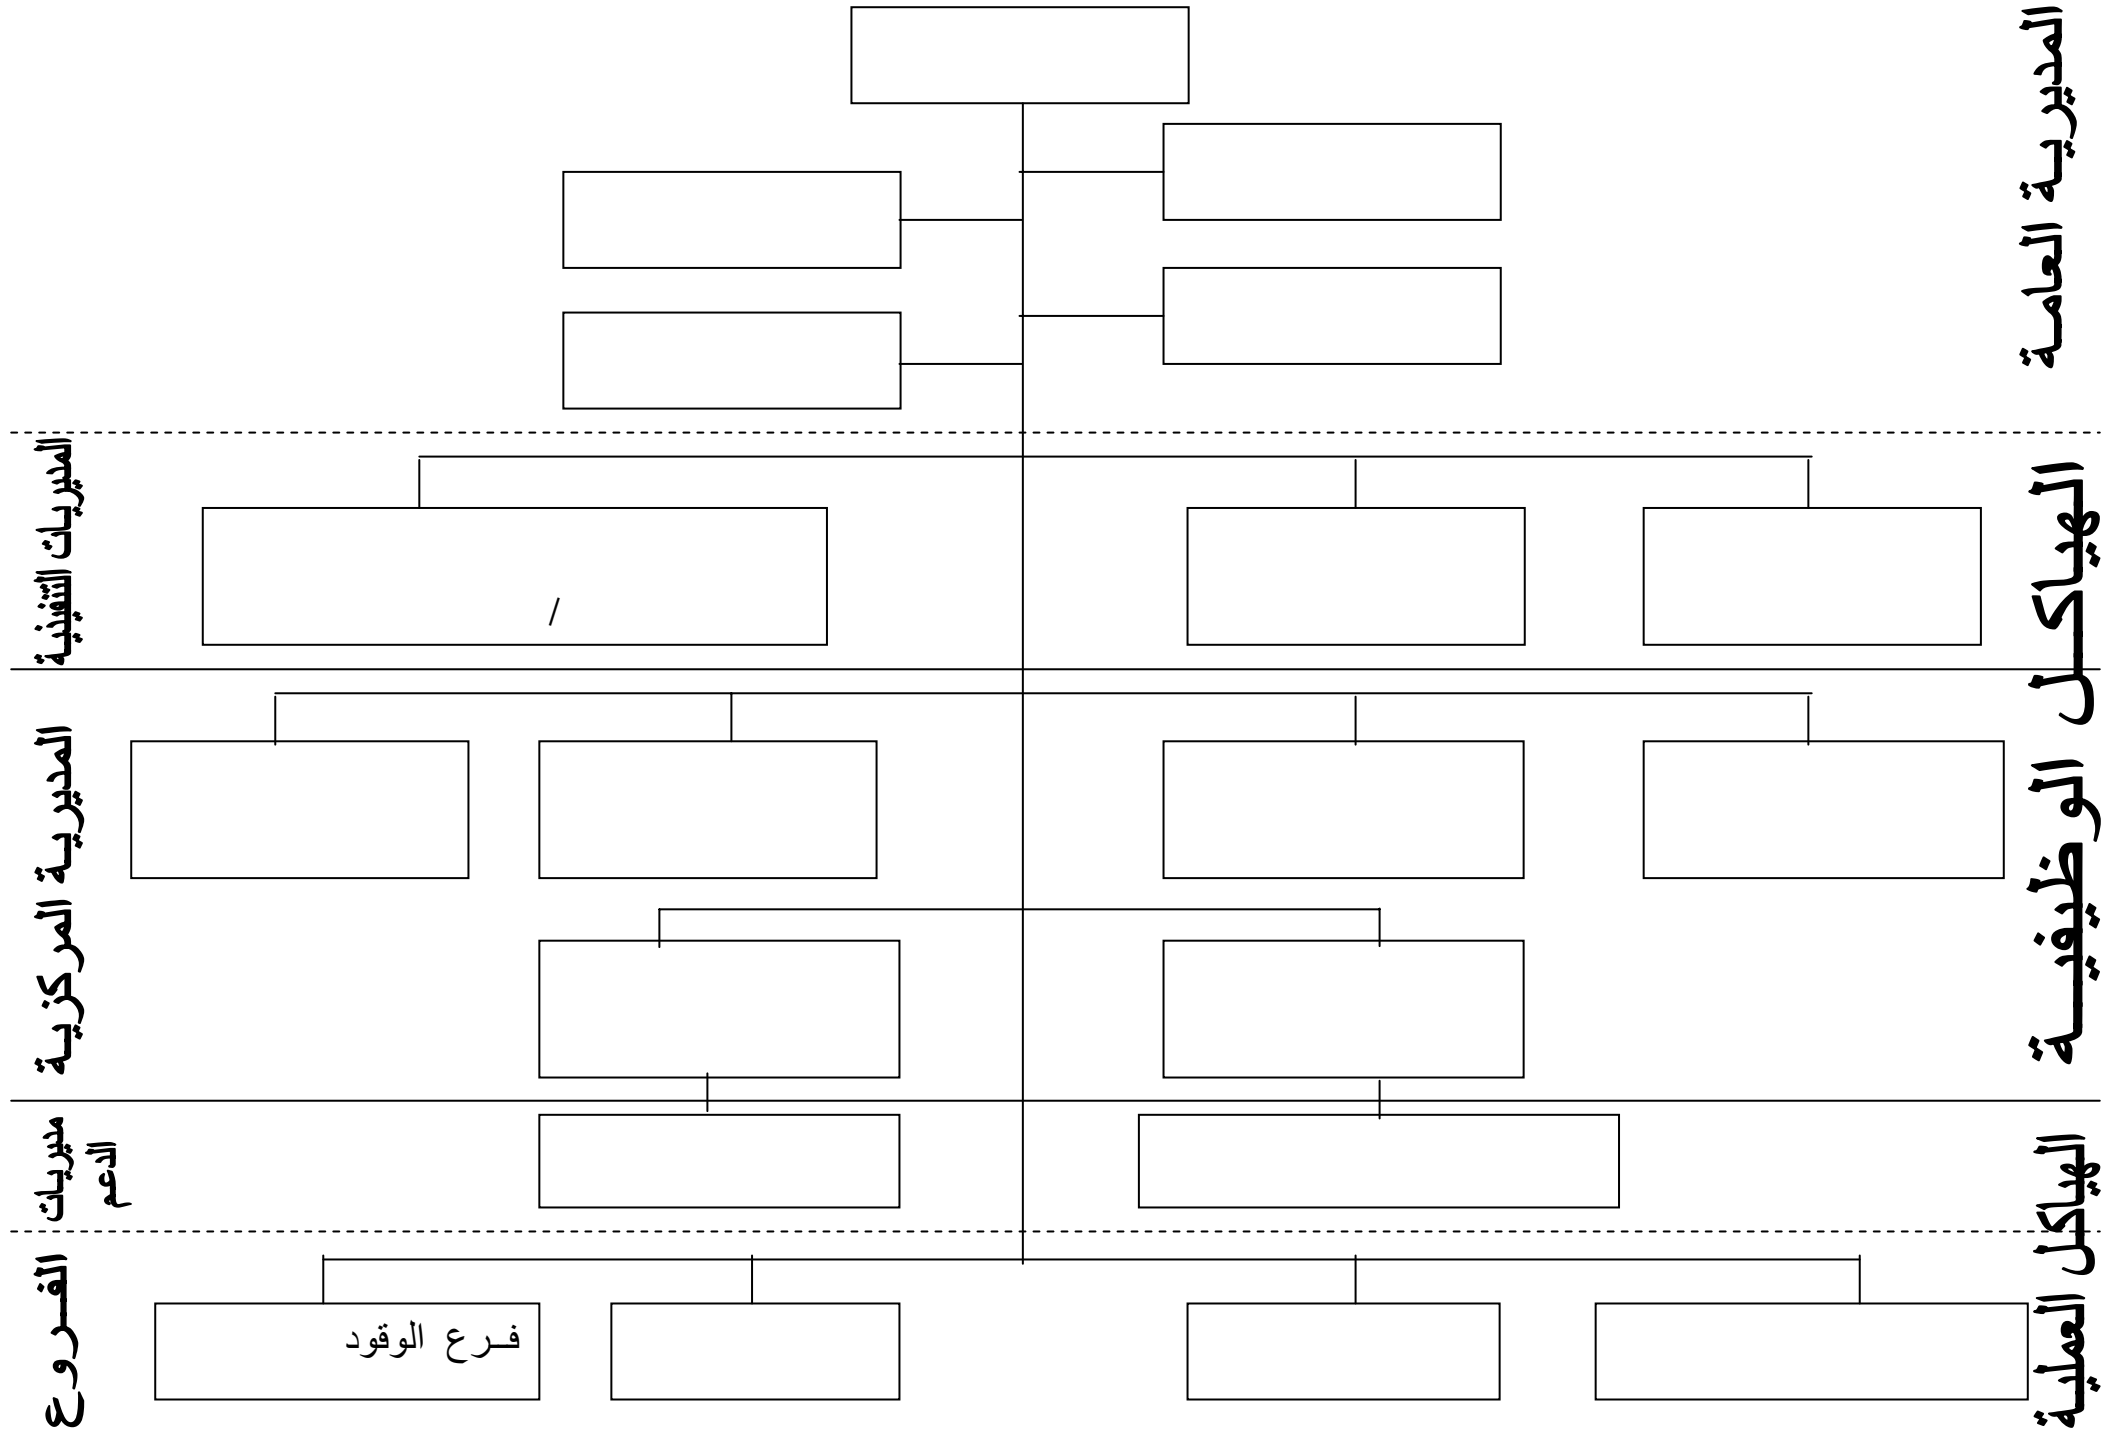 المديرية العامة
المديريات التنفيذية
/
الهياكل الوظيفية
المديرية المركزية
مديريات
الدعم
الهياكل العملية
الفروع
فرع الوقود